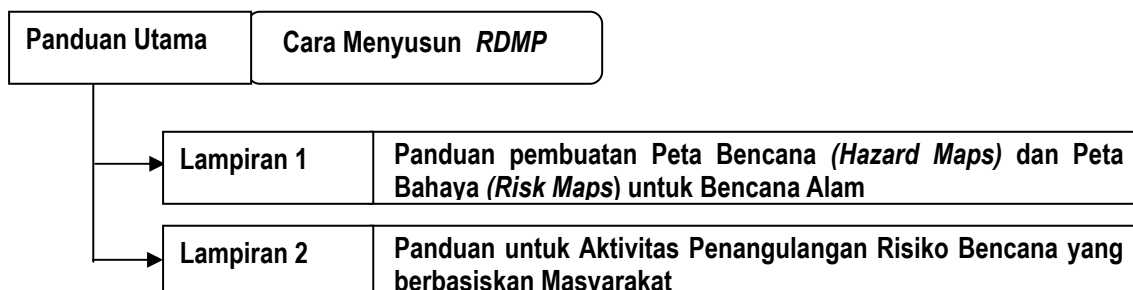 Panduan Utama Cara Menyusun RDMP
Lampiran 1 Panduan pembuatan Peta Bencana (Hazard Maps) dan Peta
Bahaya (Risk Maps) untuk Bencana Alam
Lampiran 2 Panduan untuk Aktivitas Penangulangan Risiko Bencana yang
berbasiskan Masyarakat